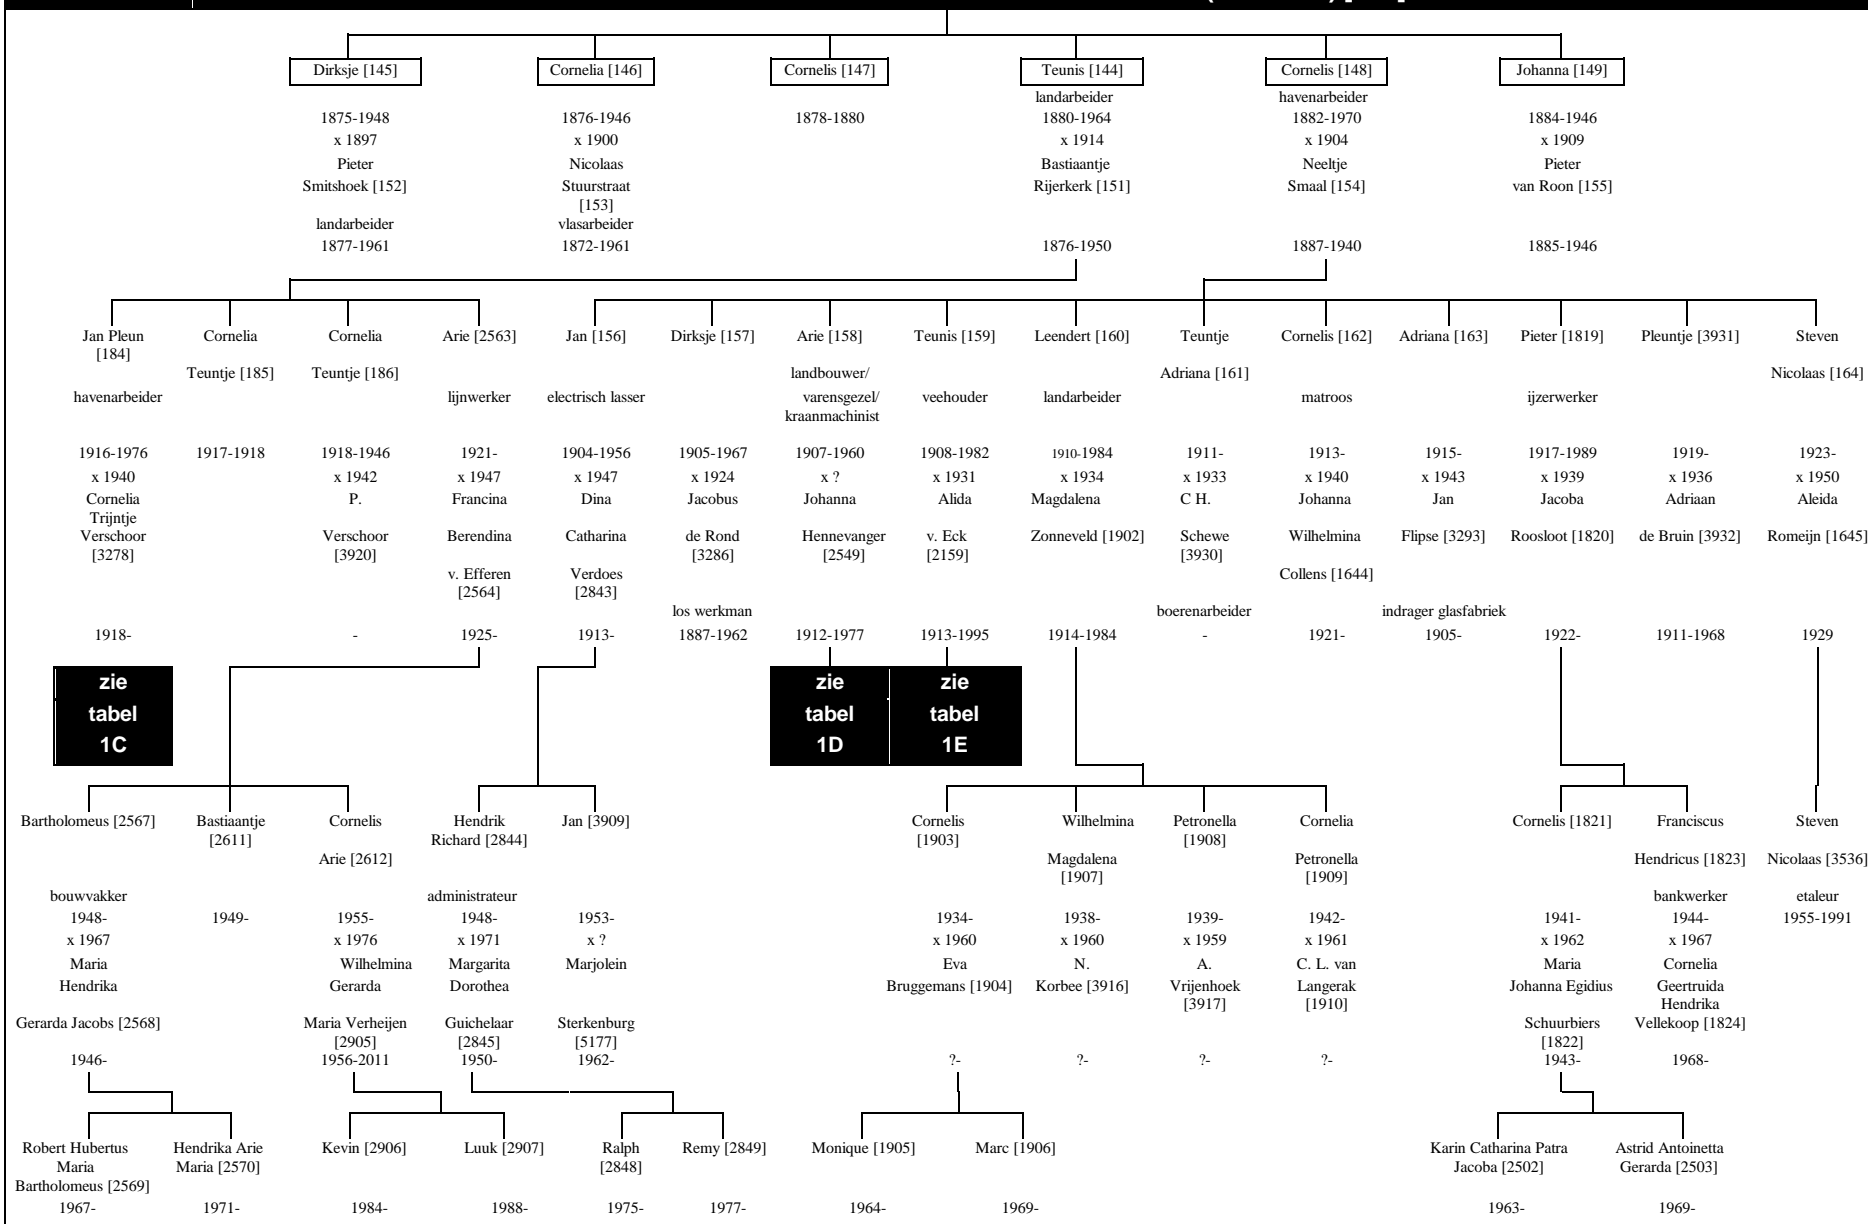 Dirksje [145] Cornelia [146] Cornelis [147] Teunis [144] Cornelis [148] Johanna [149]
landarbeider havenarbeider
1875-1948 1876-1946 1878-1880 1880-1964 1882-1970 1884-1946
x 1897 x 1900 x 1914 x 1904 x 1909
Pieter Nicolaas Bastiaantje Neeltje Pieter
Smitshoek [152] Stuurstraat Rijerkerk [151] Smaal [154] van Roon [155]
[153]
landarbeider vlasarbeider
1877-1961 1872-1961 1876-1950 1887-1940 1885-1946
Jan Pleun Cornelia Cornelia Arie [2563] Jan [156] Dirksje [157] Arie [158] Teunis [159] Leendert [160] Teuntje Cornelis [162] Adriana [163] Pieter [1819] Pleuntje [3931] Steven
[184]
Teuntje [185] Teuntje [186] landbouwer/ Adriana [161] Nicolaas [164]
havenarbeider lijnwerker electrisch lasser varensgezel/ veehouder landarbeider matroos ijzerwerker
kraanmachinist
1916-1976 1917-1918 1918-1946 1921- 1904-1956 1905-1967 1907-1960 1908-1982 1910-1984 1911- 1913- 1915- 1917-1989 1919- 1923-
x 1940 x 1942 x 1947 x 1947 x 1924 x ? x 1931 x 1934 x 1933 x 1940 x 1943 x 1939 x 1936 x 1950
Cornelia P. Francina Dina Jacobus Johanna Alida Magdalena C H. Johanna Jan Jacoba Adriaan Aleida
Trijntje
Verschoor Verschoor Berendina Catharina de Rond Hennevanger v. Eck Zonneveld [1902] Schewe Wilhelmina Flipse [3293] Roosloot [1820] de Bruin [3932] Romeijn [1645]
[3278] [3920] [3286] [2549] [2159] [3930]
v. Efferen Verdoes Collens [1644]
[2564] [2843]
los werkman boerenarbeider indrager glasfabriek
1918- - 1925- 1913- 1887-1962 1912-1977 1913-1995 1914-1984 - 1921- 1905- 1922- 1911-1968 1929
zie zie zie
tabel tabel tabel
1C 1D 1E
Bartholomeus [2567] Bastiaantje Cornelis Hendrik Jan [3909] Cornelis Wilhelmina Petronella Cornelia Cornelis [1821] Franciscus Steven
[2611] Richard [2844] [1903] [1908]
Arie [2612] Magdalena Petronella Hendricus [1823] Nicolaas [3536]
[1907] [1909]
bouwvakker administrateur bankwerker etaleur
1948- 1949- 1955- 1948- 1953- 1934- 1938- 1939- 1942- 1941- 1944- 1955-1991
x 1967 x 1976 x 1971 x ? x 1960 x 1960 x 1959 x 1961 x 1962 x 1967
Maria Wilhelmina Margarita Marjolein Eva N. A. C. L. van Maria Cornelia
Hendrika Gerarda Dorothea Bruggemans [1904] Korbee [3916] Vrijenhoek Langerak Johanna Egidius Geertruida
[3917] [1910] Hendrika
Gerarda Jacobs [2568] Maria Verheijen Guichelaar Sterkenburg Schuurbiers Vellekoop [1824]
[2905] [2845] [5177] [1822]
1946- 1956-2011 1950- 1962- ?- ?- ?- ?- 1943- 1968-
Robert Hubertus Hendrika Arie Kevin [2906] Luuk [2907] Ralph Remy [2849] Monique [1905] Marc [1906] Karin Catharina Patra Astrid Antoinetta
Maria Maria [2570] [2848] Jacoba [2502] Gerarda [2503]
Bartholomeus [2569]
1967- 1971- 1984- 1988- 1975- 1977- 1964- 1969- 1963- 1969-